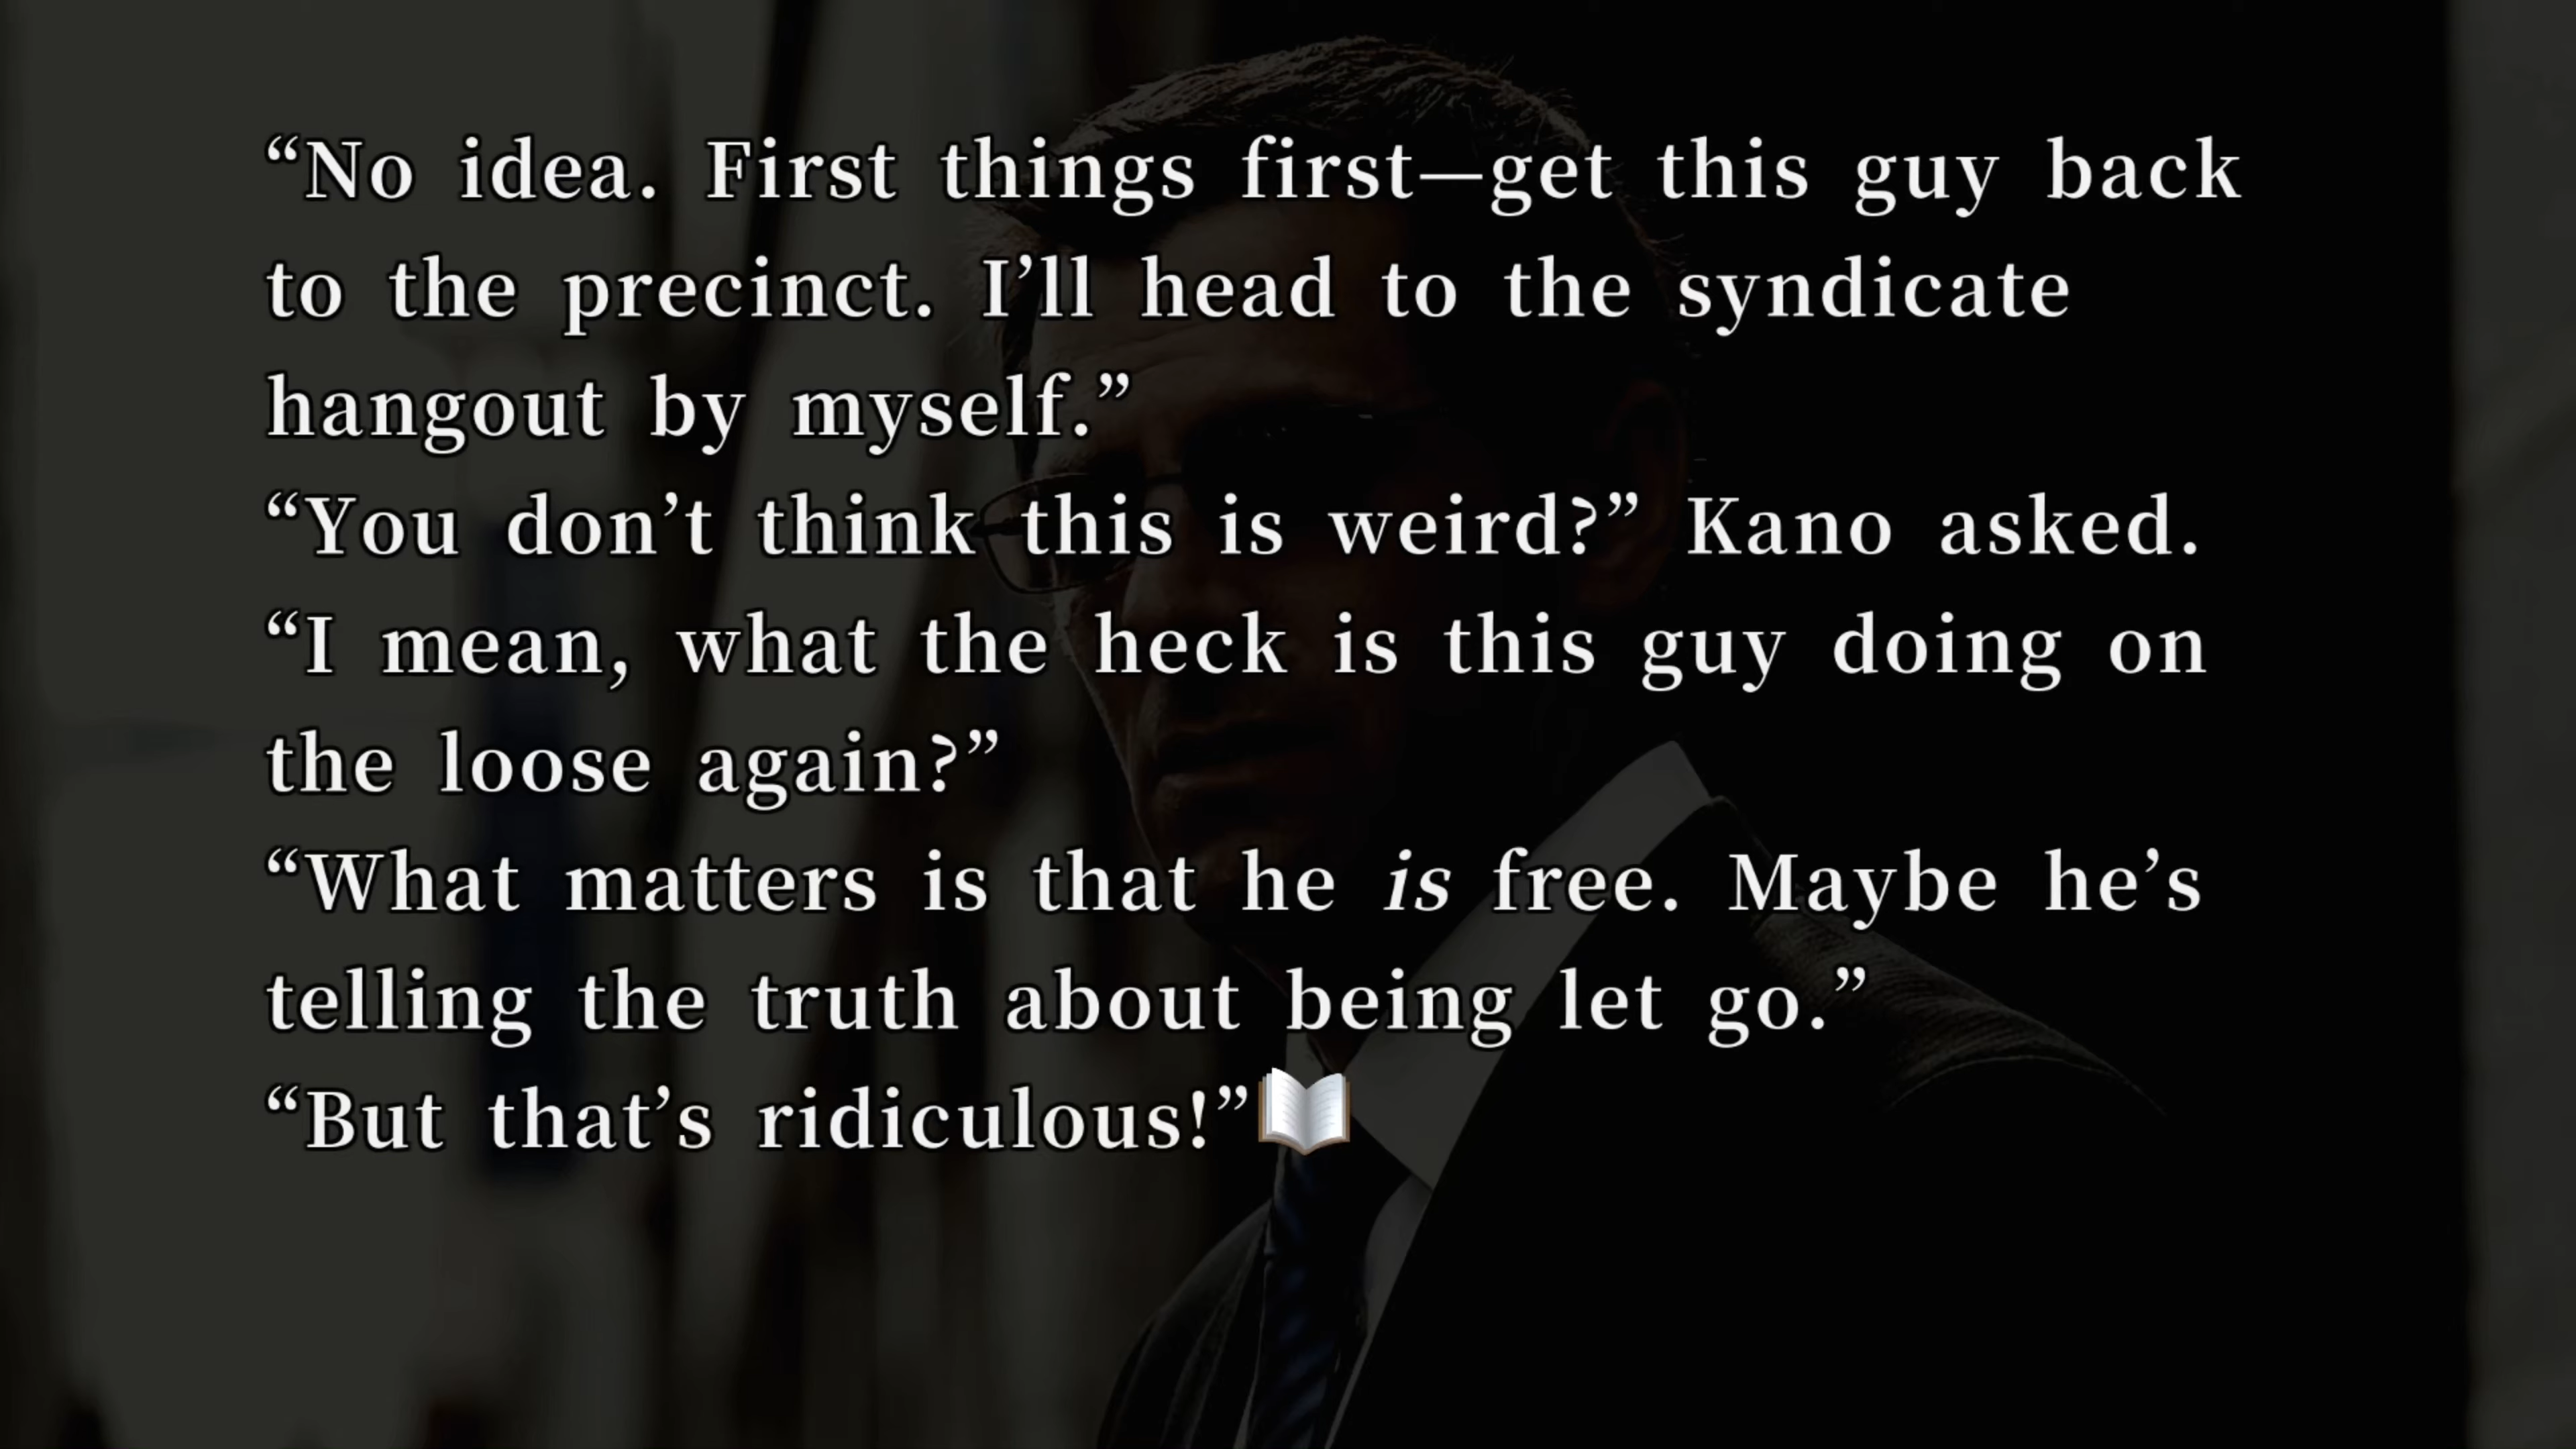 “No idea. First things first—get this guy back
to the precinct. I’ll head to the syndicate
hangout by myself.”
“You don’t think this is weird?” Kano asked.
“I mean, what the heck is this guy doing on
the loose again?”
“What matters is that he is free. Maybe he’s
telling the truth about being let go.”
“But that’s ridiculous!”